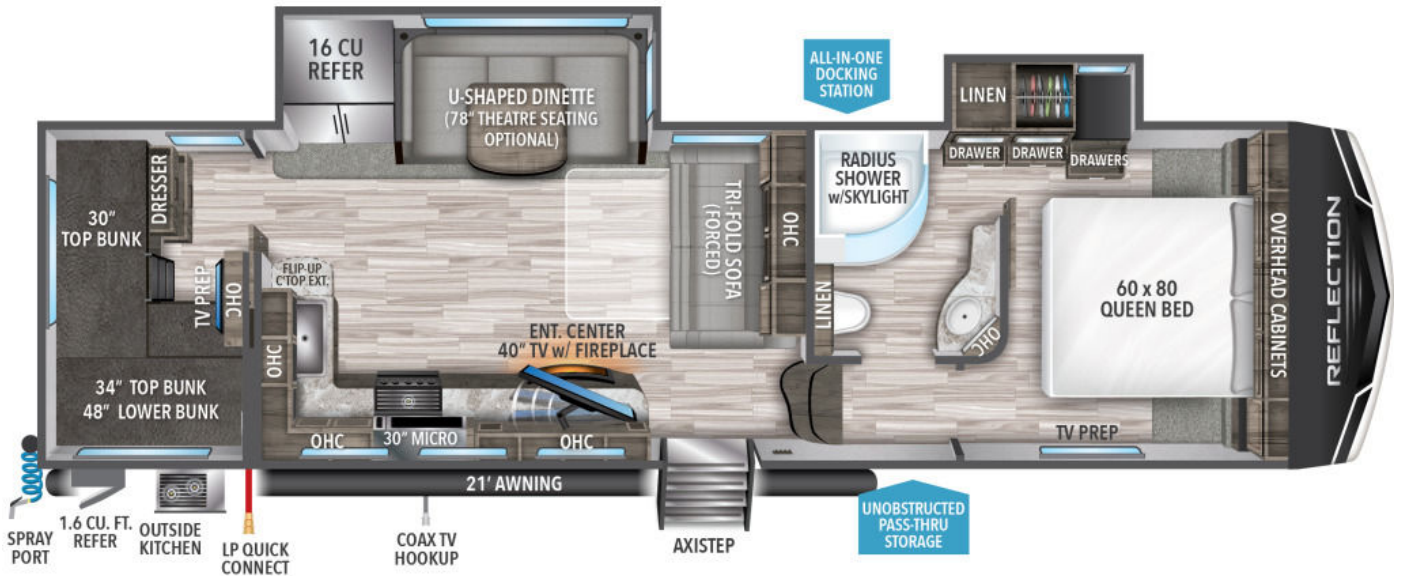 16 CU
REFER
U-SHAPED DINETTE
(78" THEATRE SEATING
OPTIONAL)
ALL-IN-ONE
DOCKING
STATION
LINEN
DRAWER
DRAWER
DRAWERS
DRESSER
30"
TOP BUNK
TV PREP
OHC
FLIP-UP
C'TOP EXT.
TRI-FOLD SOFA
(FORCED)
OHC
RADIUS
SHOWER
w/SKYLIGHT
LINEN
OHC
60 x 80
QUEEN BED
OVERHEAD CABINETS
REFLECTION
ENT. CENTER
40" TV w/ FIREPLACE
OHC
34" TOP BUNK
48" LOWER BUNK
OHC
30" MICRO
OHC
TV PREP
21' AWNING
SPRAY
PORT
1.6 CU. FT.
REFER
OUTSIDE
KITCHEN
LP QUICK
CONNECT
COAX TV
HOOKUP
AXISTEP
UNOBSTRUCTED
PASS-THRU
STORAGE